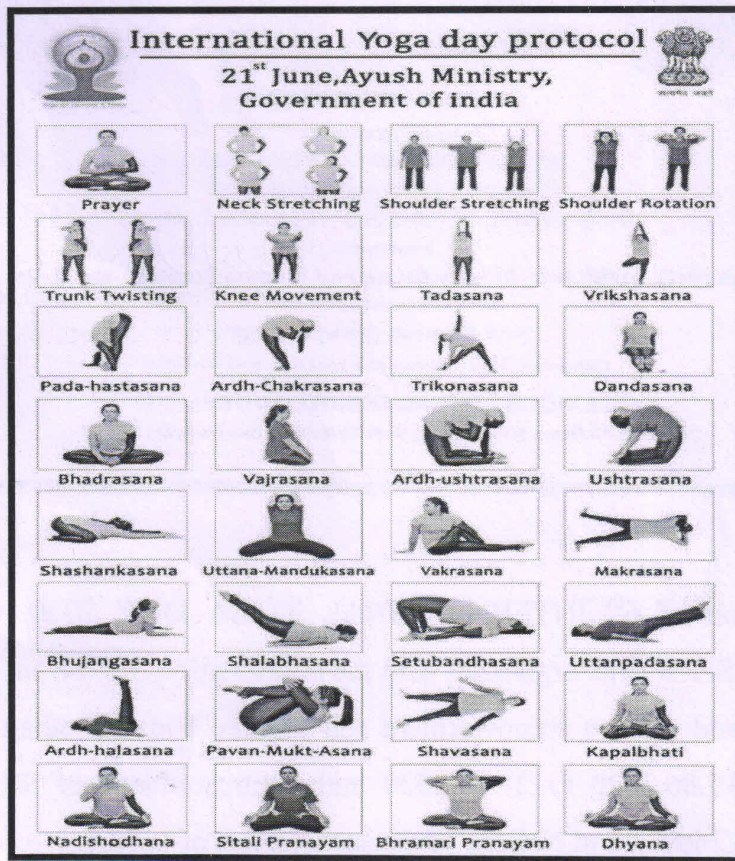 International Yoga day protocol
21st June,Ayush Ministry,
Government of india
Prayer
Neck Stretching
Shoulder Stretching
Shoulder Rotation
Trunk Twisting
Knee Movement
Tadasana
Vrikshasana
Pada-hastasana
Ardh-Chakrasana
Trikonasana
Dandasana
Bhadrasana
Vajrasana
Ardh-ushtrasana
Ushtrasana
Shashankasana
Uttana-Mandukasana
Vakrasana
Makrasana
Bhujangasana
Shalabhasana
Setubandhasana
Uttanpadasana
Ardh-halasana
Pavan-Mukt-Asana
Shavasana
Kapalbhati
Nadishodhana
Sitali Pranayam
Bhramari Pranayam
Dhyana